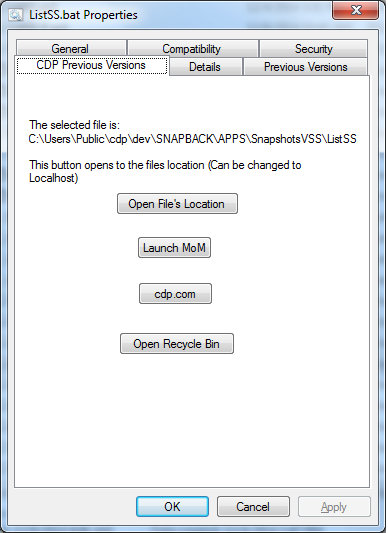 ListSS.bat Properties
General Compatibility Security
CDP Previous Versions Details Previous Versions
The selected file is:
C:\Users\Public\cdp\dev\SNAPBACK\APPS\SnapshotsVSS\ListSS
This button opens to the files location (Can be changed to
Localhost)
Open File's Location
Launch MoM
cdp.com
Open Recycle Bin
OK Cancel Apply